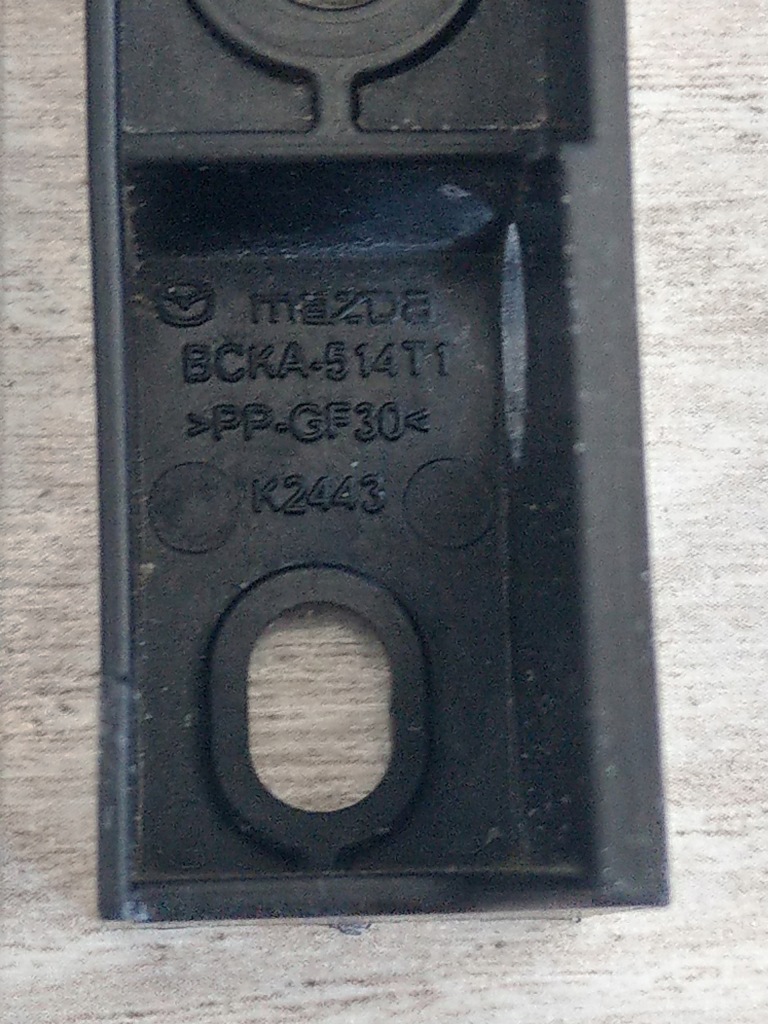 mazda
BCKA-514T1
>PP-GF30<
K2443